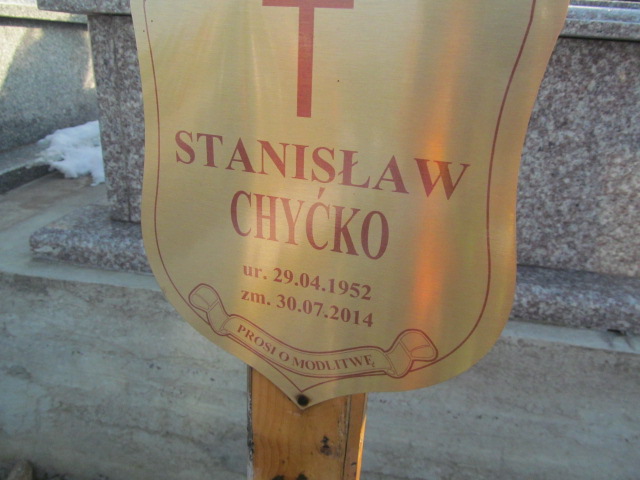 STANISŁAW
CHYĆKO
ur. 29.04.1952
zm. 30.07.2014
PROSI O MODLITWĘ